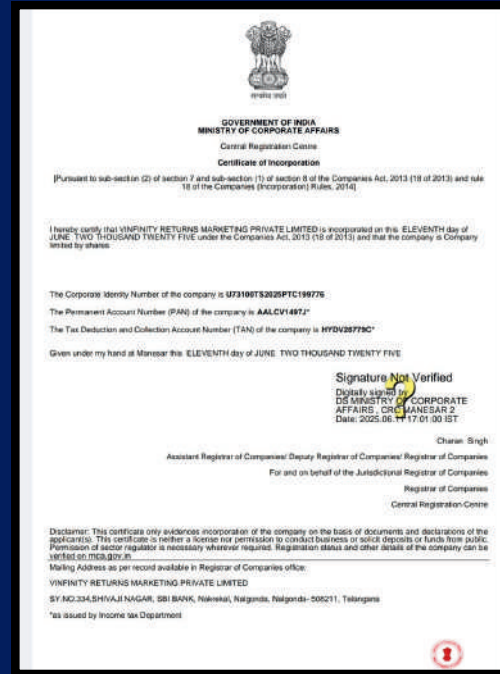 सत्यमेव जयते
GOVERNMENT OF INDIA
MINISTRY OF CORPORATE AFFAIRS
Central Registration Centre
Certificate of Incorporation
[Pursuant to sub-section (2) of section 7 and sub-section (1) of section 8 of the Companies Act, 2013 (18 of 2013) and rule
18 of the Companies (Incorporation) Rules, 2014]
I hereby certify that VINFINITY RETURNS MARKETING PRIVATE LIMITED is incorporated on this ELEVENTH day of
JUNE TWO THOUSAND TWENTY FIVE under the Companies Act, 2013 (18 of 2013) and that the company is Company
limited by shares
The Corporate Identity Number of the company is U73100TS2025PTC199776
The Permanent Account Number (PAN) of the company is AALCV1497J*
The Tax Deduction and Collection Account Number (TAN) of the company is HYDV26779C*
Given under my hand at Manesar this ELEVENTH day of JUNE TWO THOUSAND TWENTY FIVE
Signature Not Verified
Digitally signed by
DS MINISTRY OF CORPORATE
AFFAIRS , CRC MANESAR 2
Date: 2025.06.11 17:01:00 IST
Charan Singh
Assistant Registrar of Companies/ Deputy Registrar of Companies/ Registrar of Companies
For and on behalf of the Jurisdictional Registrar of Companies
Registrar of Companies
Central Registration Centre
Disclaimer: This certificate only evidences incorporation of the company on the basis of documents and declarations of the
applicant(s). This certificate is neither a license nor permission to conduct business or solicit deposits or funds from public.
Permission of sector regulator is necessary wherever required. Registration status and other details of the company can be
verified on mca.gov.in
Mailing Address as per record available in Registrar of Companies office:
VINFINITY RETURNS MARKETING PRIVATE LIMITED
SY.NO.334,SHIVAJI NAGAR, SBI BANK, Nakrekal, Nalgonda, Nalgonda- 508211, Telangana
*as issued by Income tax Department